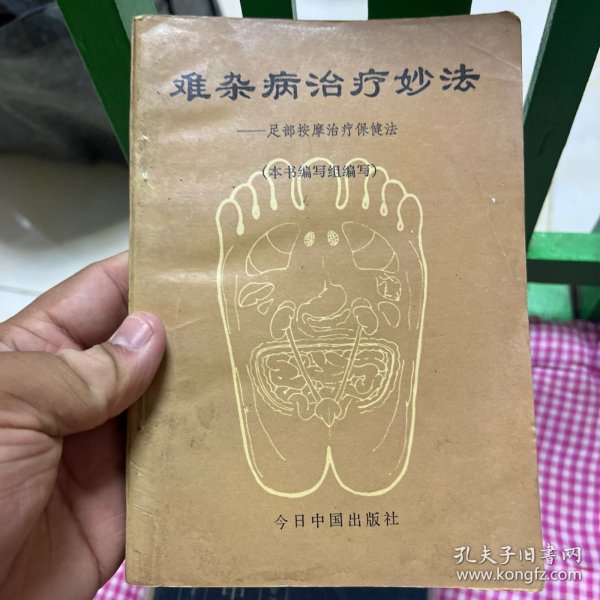 难杂病治疗妙法
——足部按摩治疗保健法
（本书编写组编写）
今日中国出版社
孔夫子旧书网
www.kongfz.com